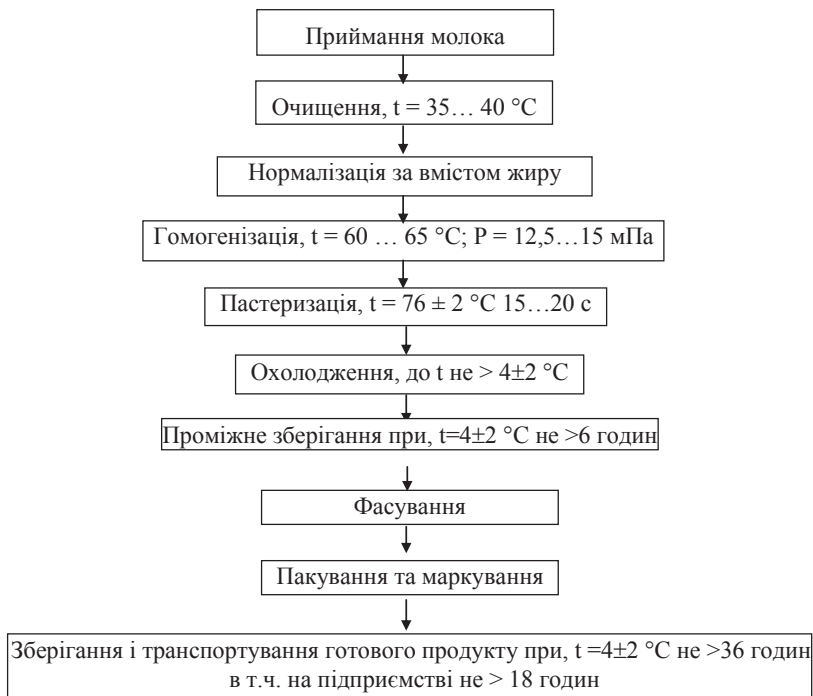 Приймання молока
Очищення, t = 35… 40 °С
Нормалізація за вмістом жиру
Гомогенізація, t = 60 … 65 °С; Р = 12,5…15 мПа
Пастеризація, t = 76 ± 2 °С 15…20 с
Охолодження, до t не > 4±2 °С
Проміжне зберігання при, t=4±2 °С не >6 годин
Фасування
Пакування та маркування
Зберігання і транспортування готового продукту при, t =4±2 °С не >36 годин
в т.ч. на підприємстві не > 18 годин